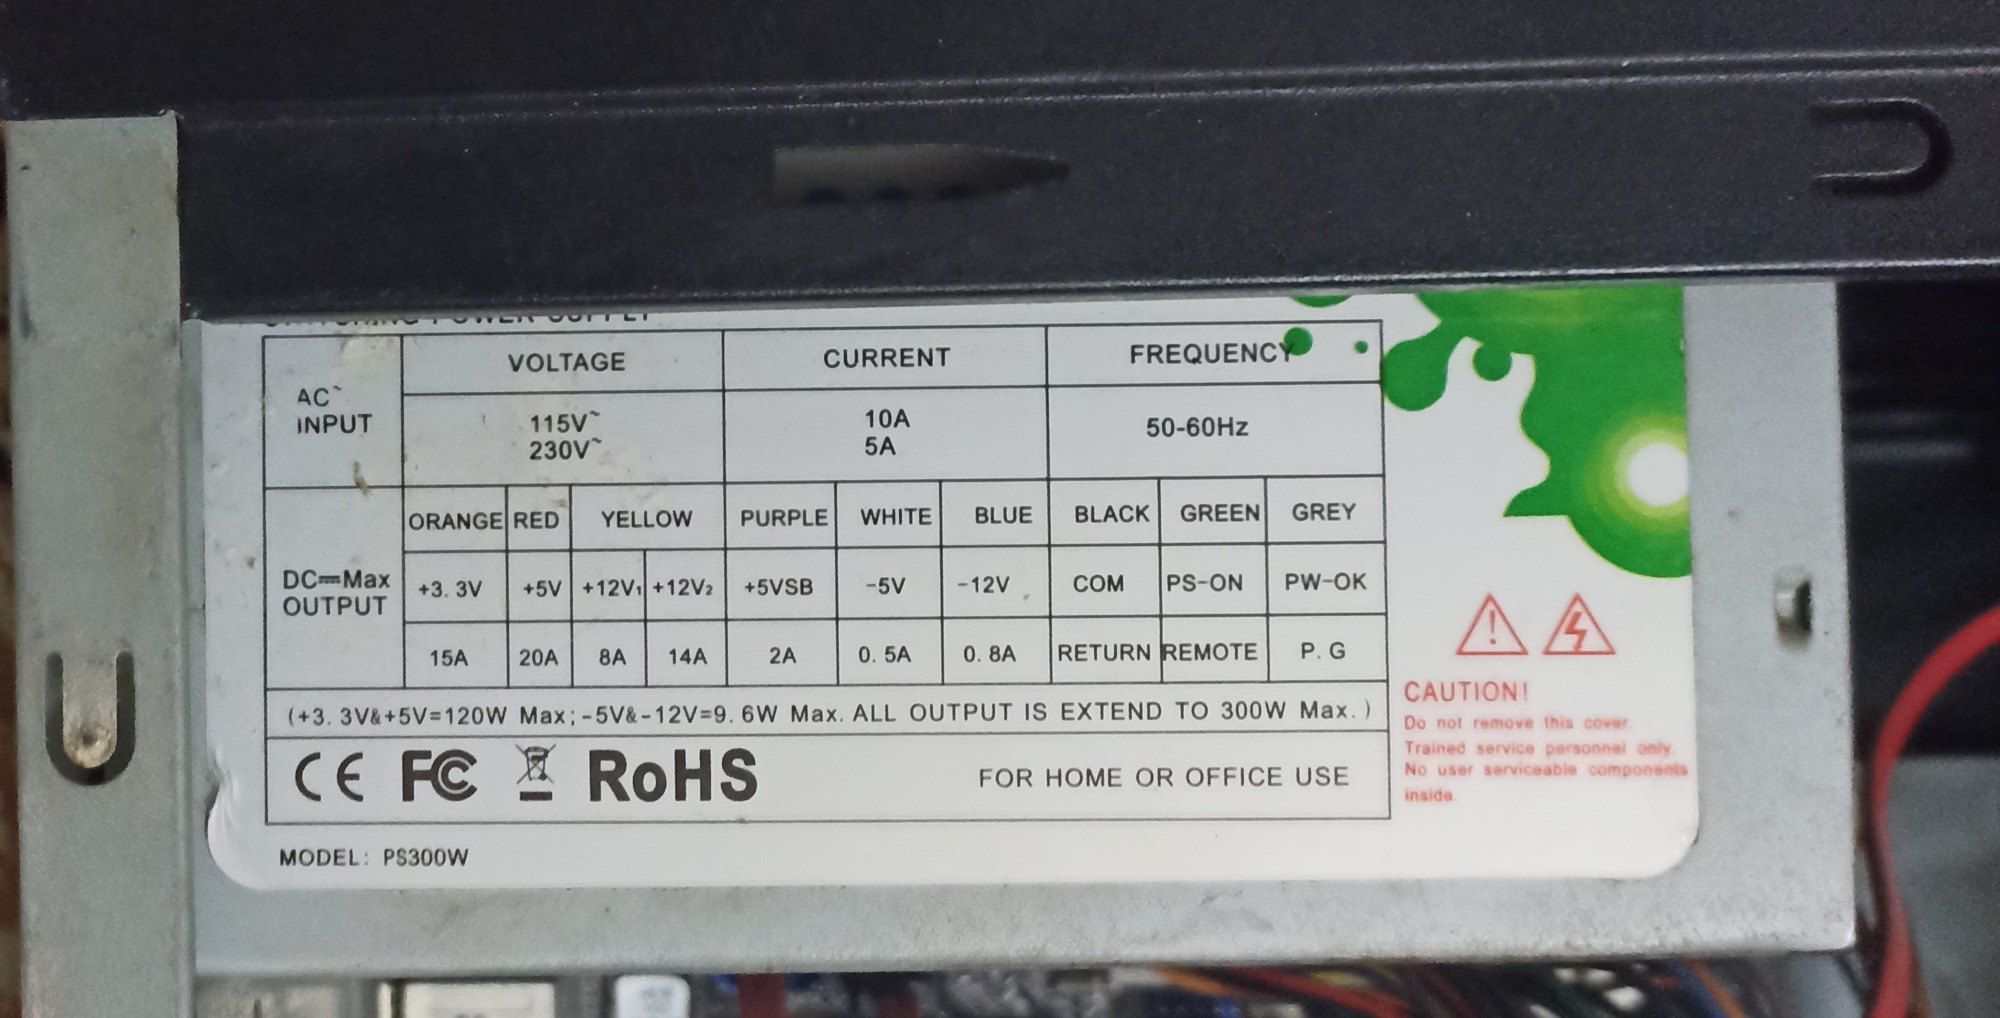 SWITCHING POWER SUPPLY
VOLTAGE CURRENT FREQUENCY
AC~
INPUT
115V~ 10A 50-60Hz
230V~ 5A
ORANGE RED YELLOW PURPLE WHITE BLUE BLACK GREEN GREY
DC⎓Max
OUTPUT
+3.3V +5V +12V1 +12V2 +5VSB -5V -12V COM PS-ON PW-OK
15A 20A 8A 14A 2A 0.5A 0.8A RETURN REMOTE P.G
(+3.3V&+5V=120W Max;-5V&-12V=9.6W Max. ALL OUTPUT IS EXTEND TO 300W Max.)
CE FC RoHS FOR HOME OR OFFICE USE
MODEL: PS300W
CAUTION!
Do not remove this cover.
Trained service personnel only.
No user serviceable components
inside.